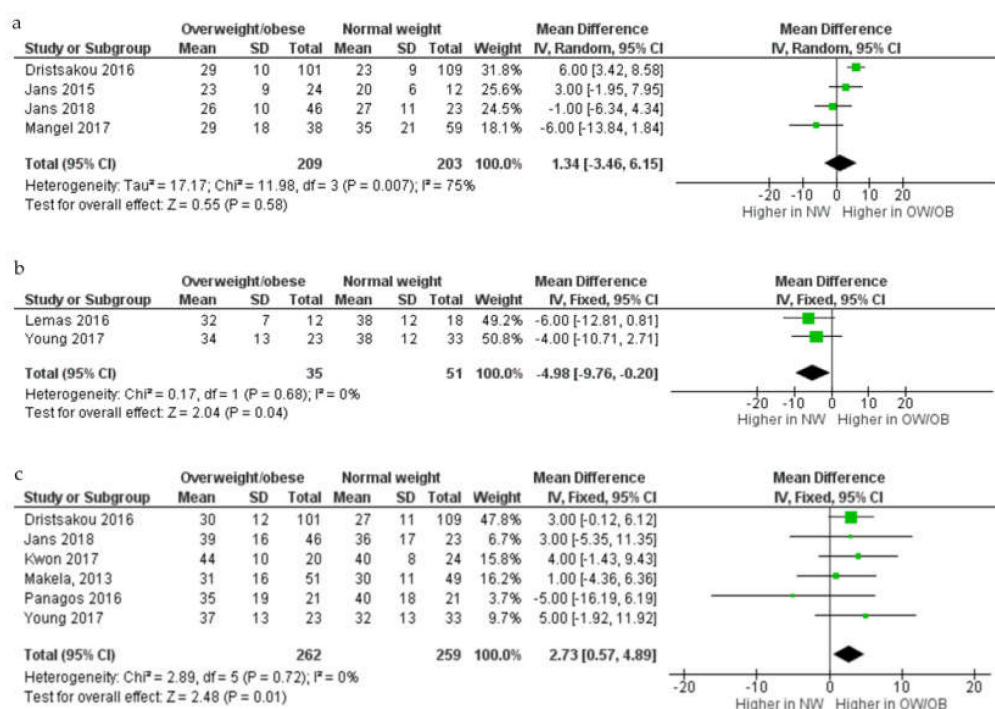 a
Overweight/obese Normal weight Mean Difference Mean Difference
Study or Subgroup Mean SD Total Mean SD Total Weight IV, Random, 95% CI IV, Random, 95% CI
Dristsakou 2016 29 10 101 23 9 109 31.8% 6.00 [3.42, 8.58]
Jans 2015 23 9 24 20 6 12 25.6% 3.00 [-1.95, 7.95]
Jans 2018 26 10 46 27 11 23 24.5% -1.00 [-6.34, 4.34]
Mangel 2017 29 18 38 35 21 59 18.1% -6.00 [-13.84, 1.84]
Total (95% CI) 209 203 100.0% 1.34 [-3.46, 6.15]
Heterogeneity: Tau² = 17.17; Chi² = 11.98, df = 3 (P = 0.007); I² = 75%
Test for overall effect: Z = 0.55 (P = 0.58)
-20 -10 0 10 20
Higher in NW Higher in OW/OB
b
Overweight/obese Normal weight Mean Difference Mean Difference
Study or Subgroup Mean SD Total Mean SD Total Weight IV, Fixed, 95% CI IV, Fixed, 95% CI
Lemas 2016 32 7 12 38 12 18 49.2% -6.00 [-12.81, 0.81]
Young 2017 34 13 23 38 12 33 50.8% -4.00 [-10.71, 2.71]
Total (95% CI) 35 51 100.0% -4.98 [-9.76, -0.20]
Heterogeneity: Chi² = 0.17, df = 1 (P = 0.68); I² = 0%
Test for overall effect: Z = 2.04 (P = 0.04)
-20 -10 0 10 20
Higher in NW Higher in OW/OB
c
Overweight/obese Normal weight Mean Difference Mean Difference
Study or Subgroup Mean SD Total Mean SD Total Weight IV, Fixed, 95% CI IV, Fixed, 95% CI
Dristsakou 2016 30 12 101 27 11 109 47.8% 3.00 [-0.12, 6.12]
Jans 2018 39 16 46 36 17 23 6.7% 3.00 [-5.35, 11.35]
Kwon 2017 44 10 20 40 8 24 15.8% 4.00 [-1.43, 9.43]
Makela, 2013 31 16 51 30 11 49 16.2% 1.00 [-4.36, 6.36]
Panagos 2016 35 19 21 40 18 21 3.7% -5.00 [-16.19, 6.19]
Young 2017 37 13 23 32 13 33 9.7% 5.00 [-1.92, 11.92]
Total (95% CI) 262 259 100.0% 2.73 [0.57, 4.89]
Heterogeneity: Chi² = 2.89, df = 5 (P = 0.72); I² = 0%
Test for overall effect: Z = 2.48 (P = 0.01)
-20 -10 0 10 20
Higher in NW Higher in OW/OB